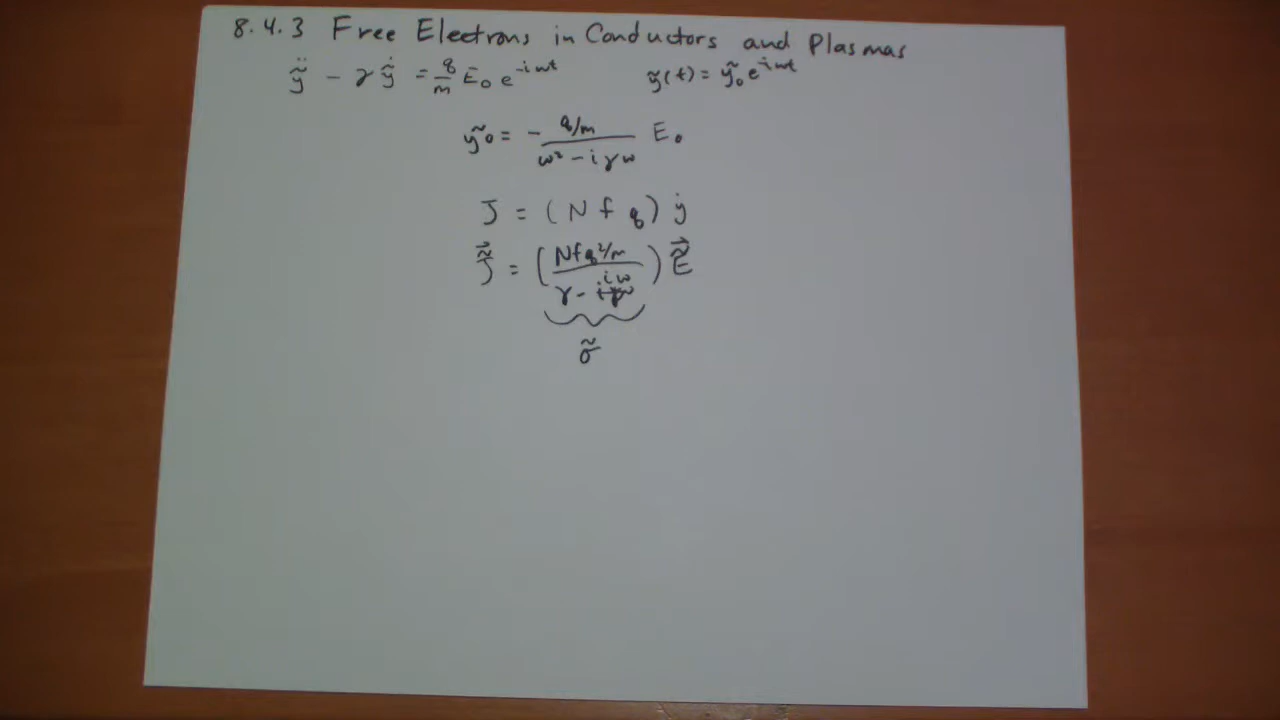 8.4.3 Free Electrons in Conductors and Plasmas
ÿ̃ - γ ẏ̃ = q/m E₀ e^-iωt ỹ(t) = ỹ₀ e^-iωt
ỹ₀ = - (q/m)/(ω² - iγω) E₀
J = (N f q) ẏ
J̃⃗ = ((Nfq²/m)/(γ - iω)) Ẽ⃗
σ̃